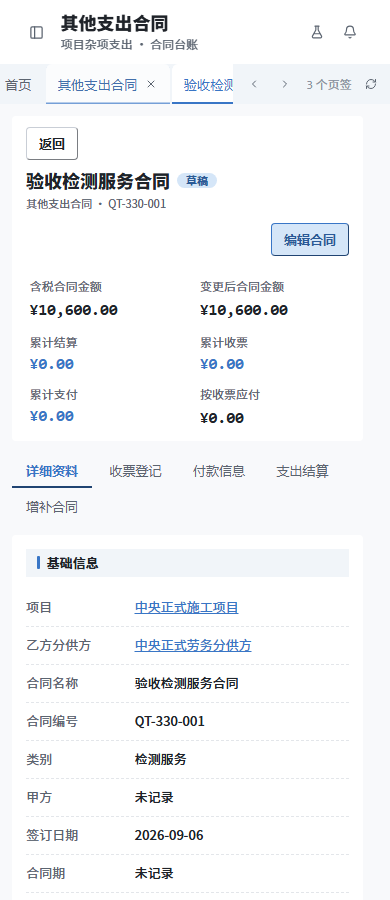 其他支出合同
项目杂项支出 • 合同台账
首页 其他支出合同 验收检测 3 个页签
返回
验收检测服务合同 草稿
其他支出合同 • QT-330-001
编辑合同
含税合同金额 变更后合同金额
¥10,600.00 ¥10,600.00
累计结算 累计收票
¥0.00 ¥0.00
累计支付 按收票应付
¥0.00 ¥0.00
详细资料 收票登记 付款信息 支出结算
增补合同
基础信息
项目 中央正式施工项目
乙方分供方 中央正式劳务分供方
合同名称 验收检测服务合同
合同编号 QT-330-001
类别 检测服务
甲方 未记录
签订日期 2026-09-06
合同期 未记录